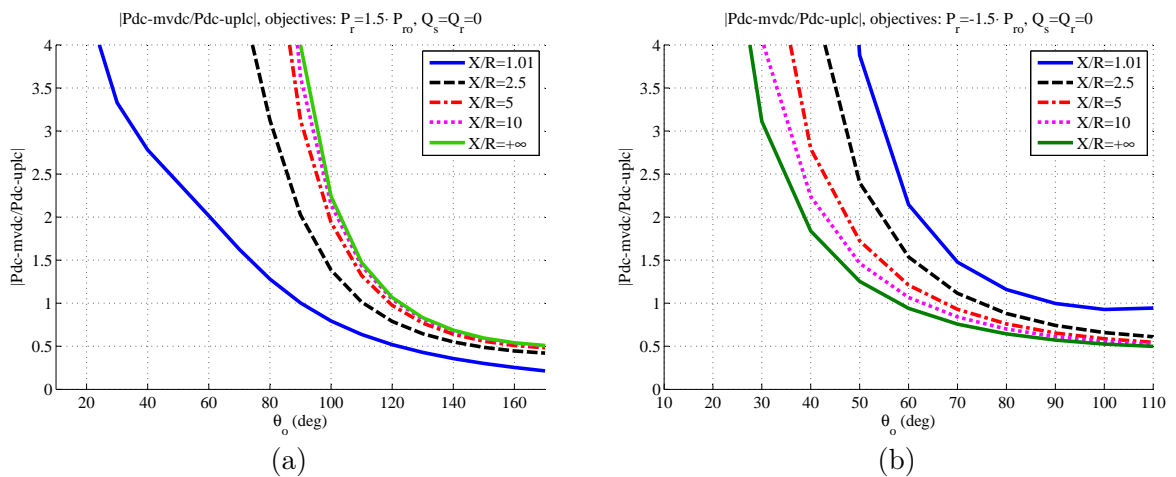 |Pdc-mvdc/Pdc-uplc|, objectives: P_r=1.5· P_ro, Q_s=Q_r=0
4
3.5
3
2.5
2
1.5
1
0.5
0
|Pdc-mvdc/Pdc-uplc|
X/R=1.01
X/R=2.5
X/R=5
X/R=10
X/R=+∞
20 40 60 80 100 120 140 160
θ_o (deg)
(a)
|Pdc-mvdc/Pdc-uplc|, objectives: P_r=-1.5· P_ro, Q_s=Q_r=0
4
3.5
3
2.5
2
1.5
1
0.5
0
|Pdc-mvdc/Pdc-uplc|
X/R=1.01
X/R=2.5
X/R=5
X/R=10
X/R=+∞
10 20 30 40 50 60 70 80 90 100 110
θ_o (deg)
(b)